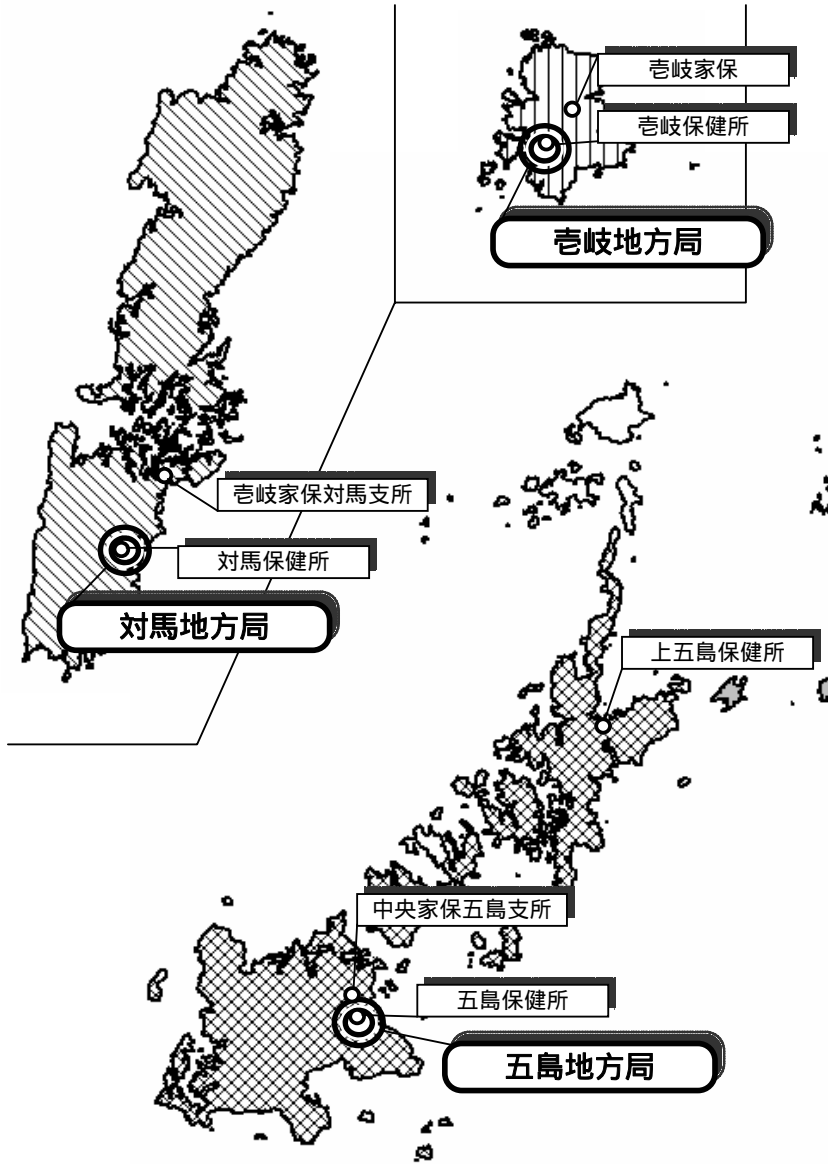 壱岐家保
壱岐保健所
壱岐地方局
壱岐家保対馬支所
対馬保健所
対馬地方局
上五島保健所
中央家保五島支所
五島保健所
五島地方局